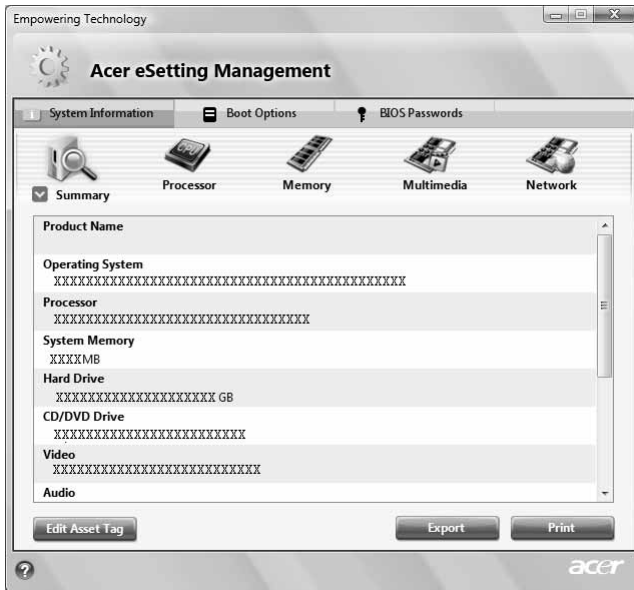 Empowering Technology
Acer eSetting Management
System Information Boot Options BIOS Passwords
CPU
Summary Processor Memory Multimedia Network
Product Name
Operating System
XXXXXXXXXXXXXXXXXXXXXXXXXXXXXXXXXXXXXXXXXXXX
Processor
XXXXXXXXXXXXXXXXXXXXXXXXXXXXXXXX
System Memory
XXXXMB
Hard Drive
XXXXXXXXXXXXXXXXXXXX GB
CD/DVD Drive
XXXXXXXXXXXXXXXXXXXXXXXX
Video
XXXXXXXXXXXXXXXXXXXXXXXXXX
Audio
Edit Asset Tag Export Print
? acer